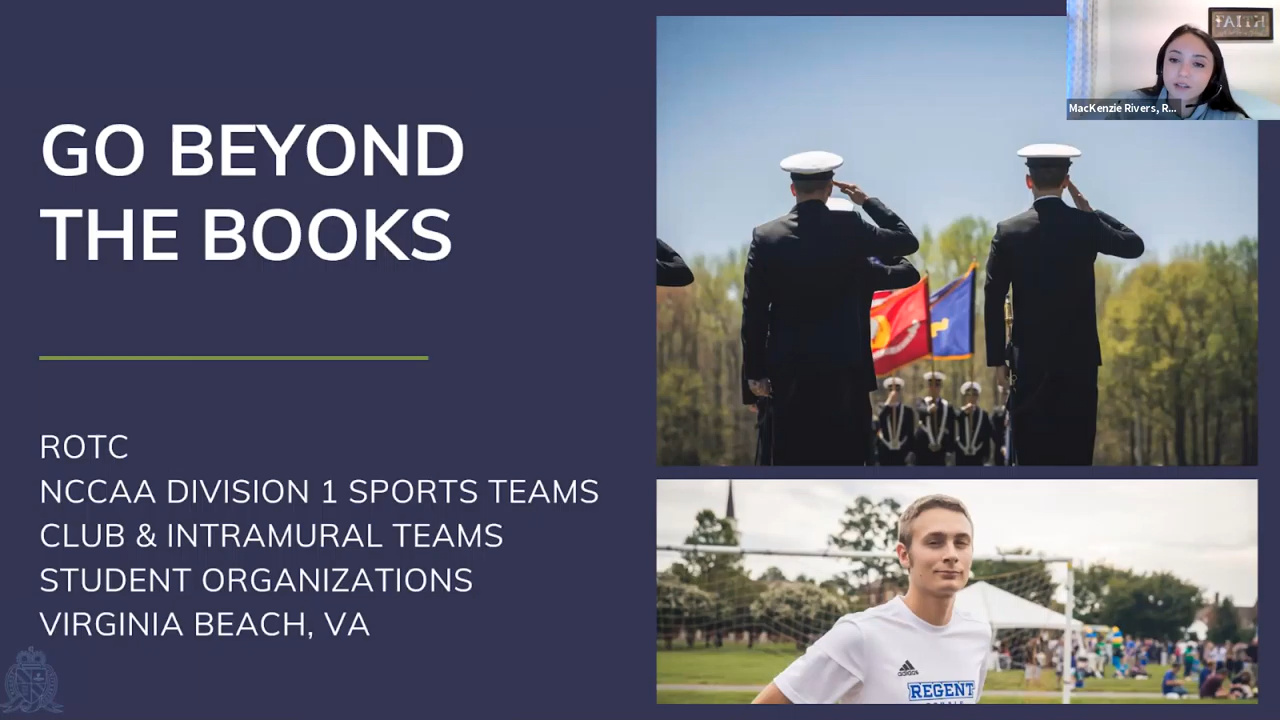 GO BEYOND
THE BOOKS
ROTC
NCCAA DIVISION 1 SPORTS TEAMS
CLUB & INTRAMURAL TEAMS
STUDENT ORGANIZATIONS
VIRGINIA BEACH, VA
FAITH
MacKenzie Rivers, R...
adidas
REGENT